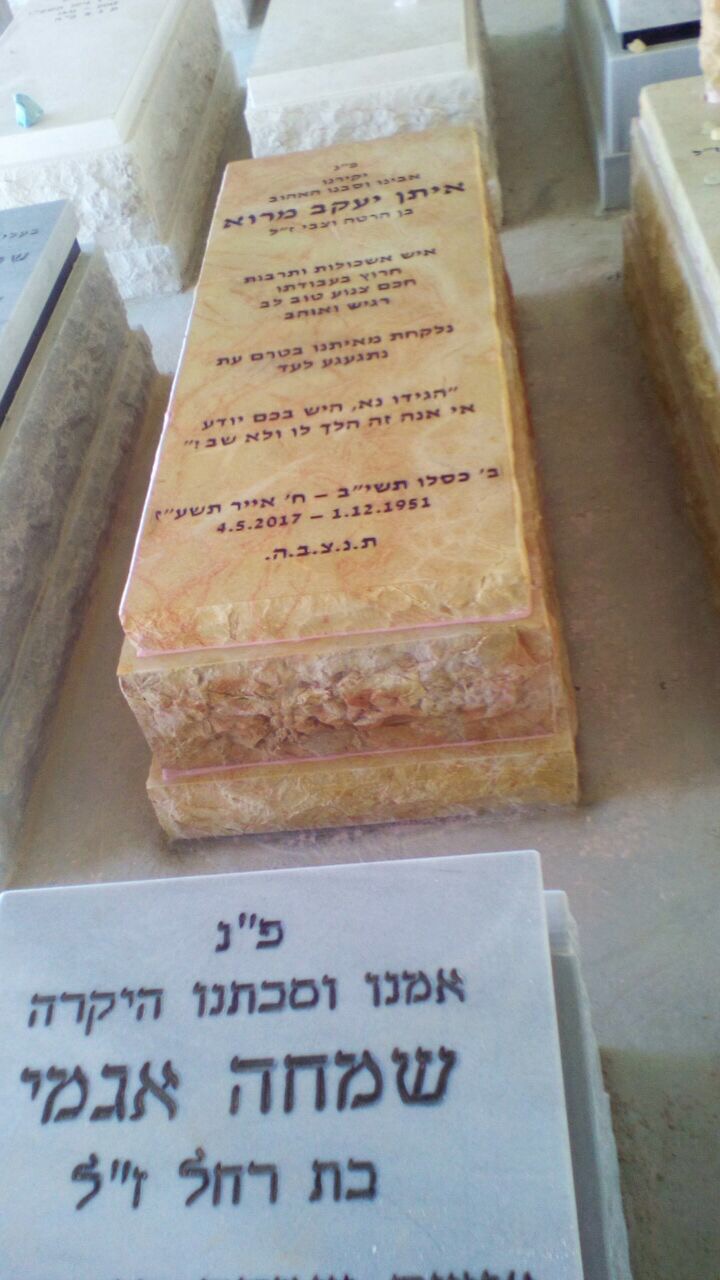 פ"נ
יקירנו
אבינו וסבנו האהוב
איתן יעקב מרוא
בן הרטה וצבי ז"ל
איש אשכולות ותרבות
חרוץ בעבודתו
חכם צנוע טוב לב
רגיש ואוהב
נלקחת מאיתנו בטרם עת
נתגעגע לעד
"הגידו נא, היש בכם יודע
אי אנה זה הלך לו ולא שב ?"
ב' כסלו תשי"ב – ח' אייר תשע"ז
4.5.2017 – 1.12.1951
ת.נ.צ.ב.ה.
פ"נ
אמנו וסבתנו היקרה
שמחה אגמי
בת רחל ז"ל